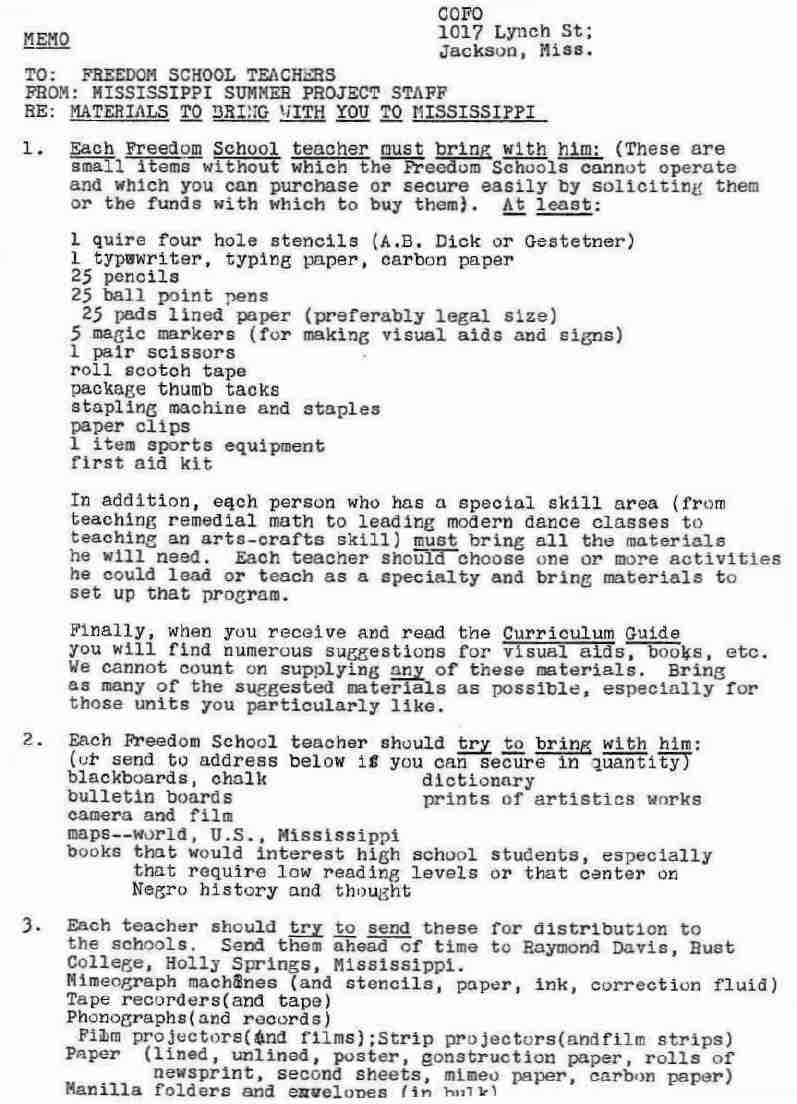 COFO
1017 Lynch St;
Jackson, Miss.
MEMO
TO: FREEDOM SCHOOL TEACHERS
FROM: MISSISSIPPI SUMMER PROJECT STAFF
RE: MATERIALS TO BRING WITH YOU TO MISSISSIPPI
1. Each Freedom School teacher must bring with him: (These are
small items without which the Freedom Schools cannot operate
and which you can purchase or secure easily by soliciting them
or the funds with which to buy them). At least:
1 quire four hole stencils (A.B. Dick or Gestetner)
1 typwwriter, typing paper, carbon paper
25 pencils
25 ball point pens
25 pads lined paper (preferably legal size)
5 magic markers (for making visual aids and signs)
1 pair scissors
roll scotch tape
package thumb tacks
stapling machine and staples
paper clips
1 item sports equipment
first aid kit
In addition, each person who has a special skill area (from
teaching remedial math to leading modern dance classes to
teaching an arts-crafts skill) must bring all the materials
he will need. Each teacher should choose one or more activities
he could lead or teach as a specialty and bring materials to
set up that program.
Finally, when you receive and read the Curriculum Guide
you will find numerous suggestions for visual aids, books, etc.
We cannot count on supplying any of these materials. Bring
as many of the suggested materials as possible, especially for
those units you particularly like.
2. Each Freedom School teacher should try to bring with him:
(or send to address below if you can secure in quantity)
blackboards, chalk dictionary
bulletin boards prints of artistics works
camera and film
maps--world, U.S., Mississippi
books that would interest high school students, especially
that require low reading levels or that center on
Negro history and thought
3. Each teacher should try to send these for distribution to
the schools. Send them ahead of time to Raymond Davis, Rust
College, Holly Springs, Mississippi.
Mimeograph machines (and stencils, paper, ink, correction fluid)
Tape recorders(and tape)
Phonographs(and records)
Film projectors(and films);Strip projectors(andfilm strips)
Paper (lined, unlined, poster, gonstruction paper, rolls of
newsprint, second sheets, mimeo paper, carbon paper)
Manilla folders and envelopes (in bulk)